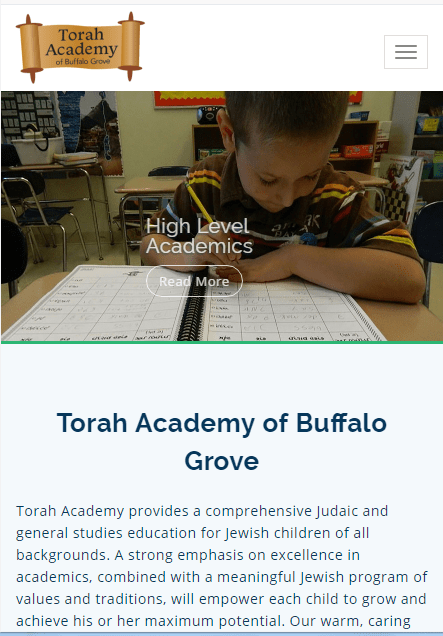 Torah
Academy
of Buffalo Grove
High Level
Academics
Read More
Torah Academy of Buffalo
Grove
Torah Academy provides a comprehensive Judaic and
general studies education for Jewish children of all
backgrounds. A strong emphasis on excellence in
academics, combined with a meaningful Jewish program of
values and traditions, will empower each child to grow and
achieve his or her maximum potential. Our warm, caring